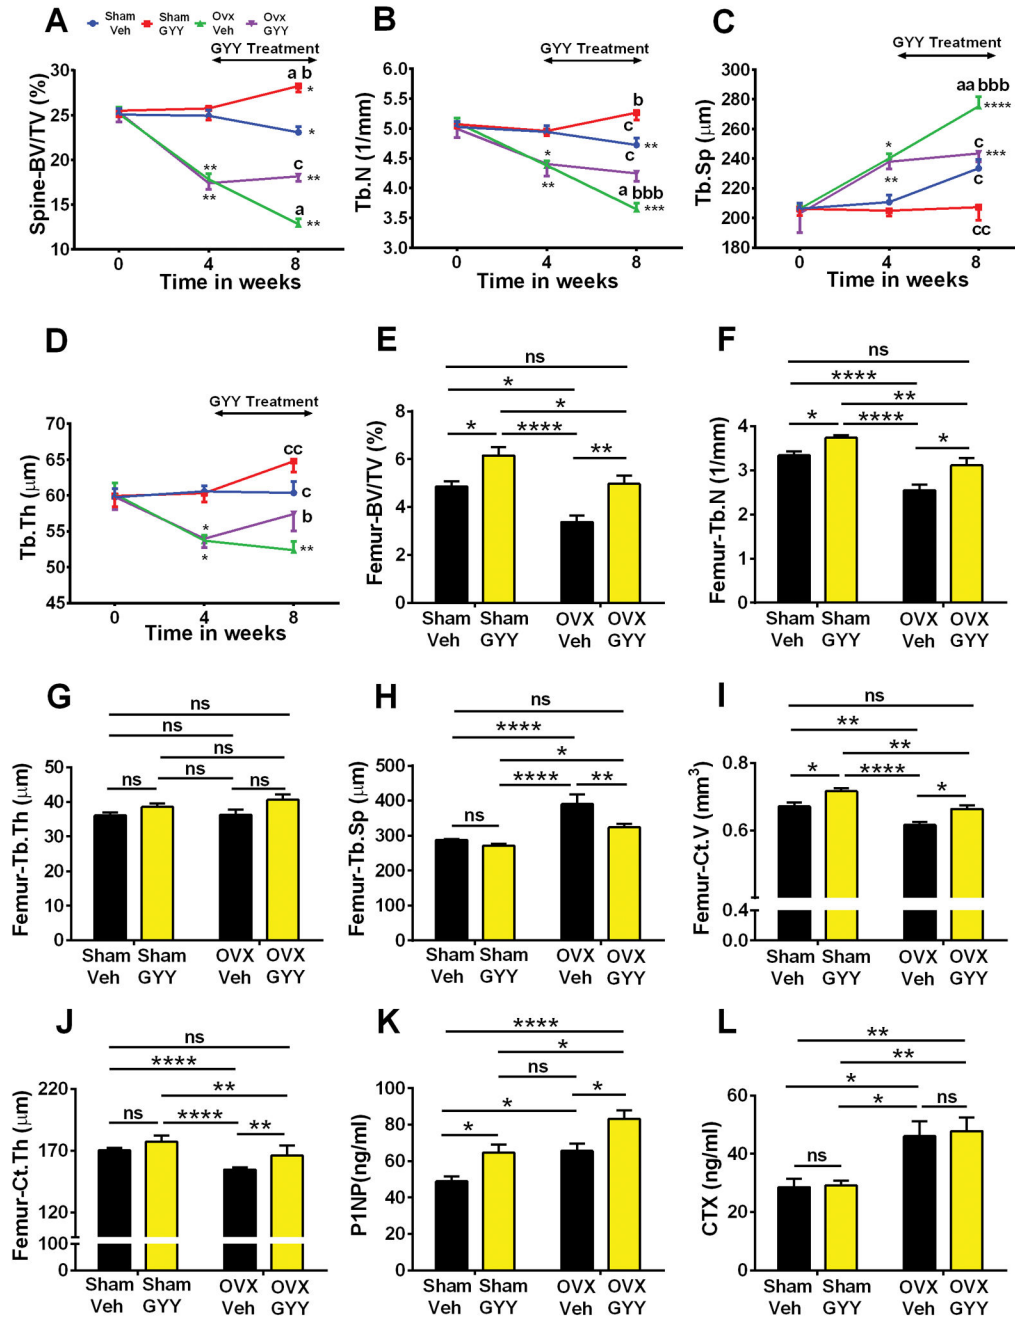 A
Sham Veh
Sham GYY
Ovx Veh
Ovx GYY
GYY Treatment
Spine-BV/TV (%)
30
25
20
15
10
a b
*
*
**
**
c
**
a
**
0 4 8
Time in weeks
B
GYY Treatment
Tb.N (1/mm)
6.0
5.5
5.0
4.5
4.0
3.5
3.0
b
c
**
*
**
c
a bbb
***
0 4 8
Time in weeks
C
GYY Treatment
Tb.Sp (μm)
300
280
260
240
220
200
180
aa bbb
****
*
**
c
***
c
cc
0 4 8
Time in weeks
D
GYY Treatment
Tb.Th (μm)
70
65
60
55
50
45
cc
c
b
*
*
**
0 4 8
Time in weeks
E
ns
*
*
* ****
**
Femur-BV/TV (%)
8
6
4
2
0
Sham Sham OVX OVX
Veh GYY Veh GYY
F
ns
****
**
* ****
*
Femur-Tb.N (1/mm)
4
3
2
1
0
Sham Sham OVX OVX
Veh GYY Veh GYY
G
ns
ns
ns
ns ns ns
Femur-Tb.Th (μm)
50
40
30
20
10
0
Sham Sham OVX OVX
Veh GYY Veh GYY
H
ns
****
*
**** **
ns
Femur-Tb.Sp (μm)
500
400
300
200
100
0
Sham Sham OVX OVX
Veh GYY Veh GYY
I
ns
**
**
* ****
*
Femur-Ct.V (mm³)
0.8
0.6
0.4
0.0
Sham Sham OVX OVX
Veh GYY Veh GYY
J
ns
****
**
ns ****
**
Femur-Ct.Th (μm)
220
170
120
100
0
Sham Sham OVX OVX
Veh GYY Veh GYY
K
****
*
ns
*
*
*
P1NP(ng/ml)
100
80
60
40
20
0
Sham Sham OVX OVX
Veh GYY Veh GYY
L
**
**
*
* ns
ns
CTX (ng/ml)
60
40
20
0
Sham Sham OVX OVX
Veh GYY Veh GYY